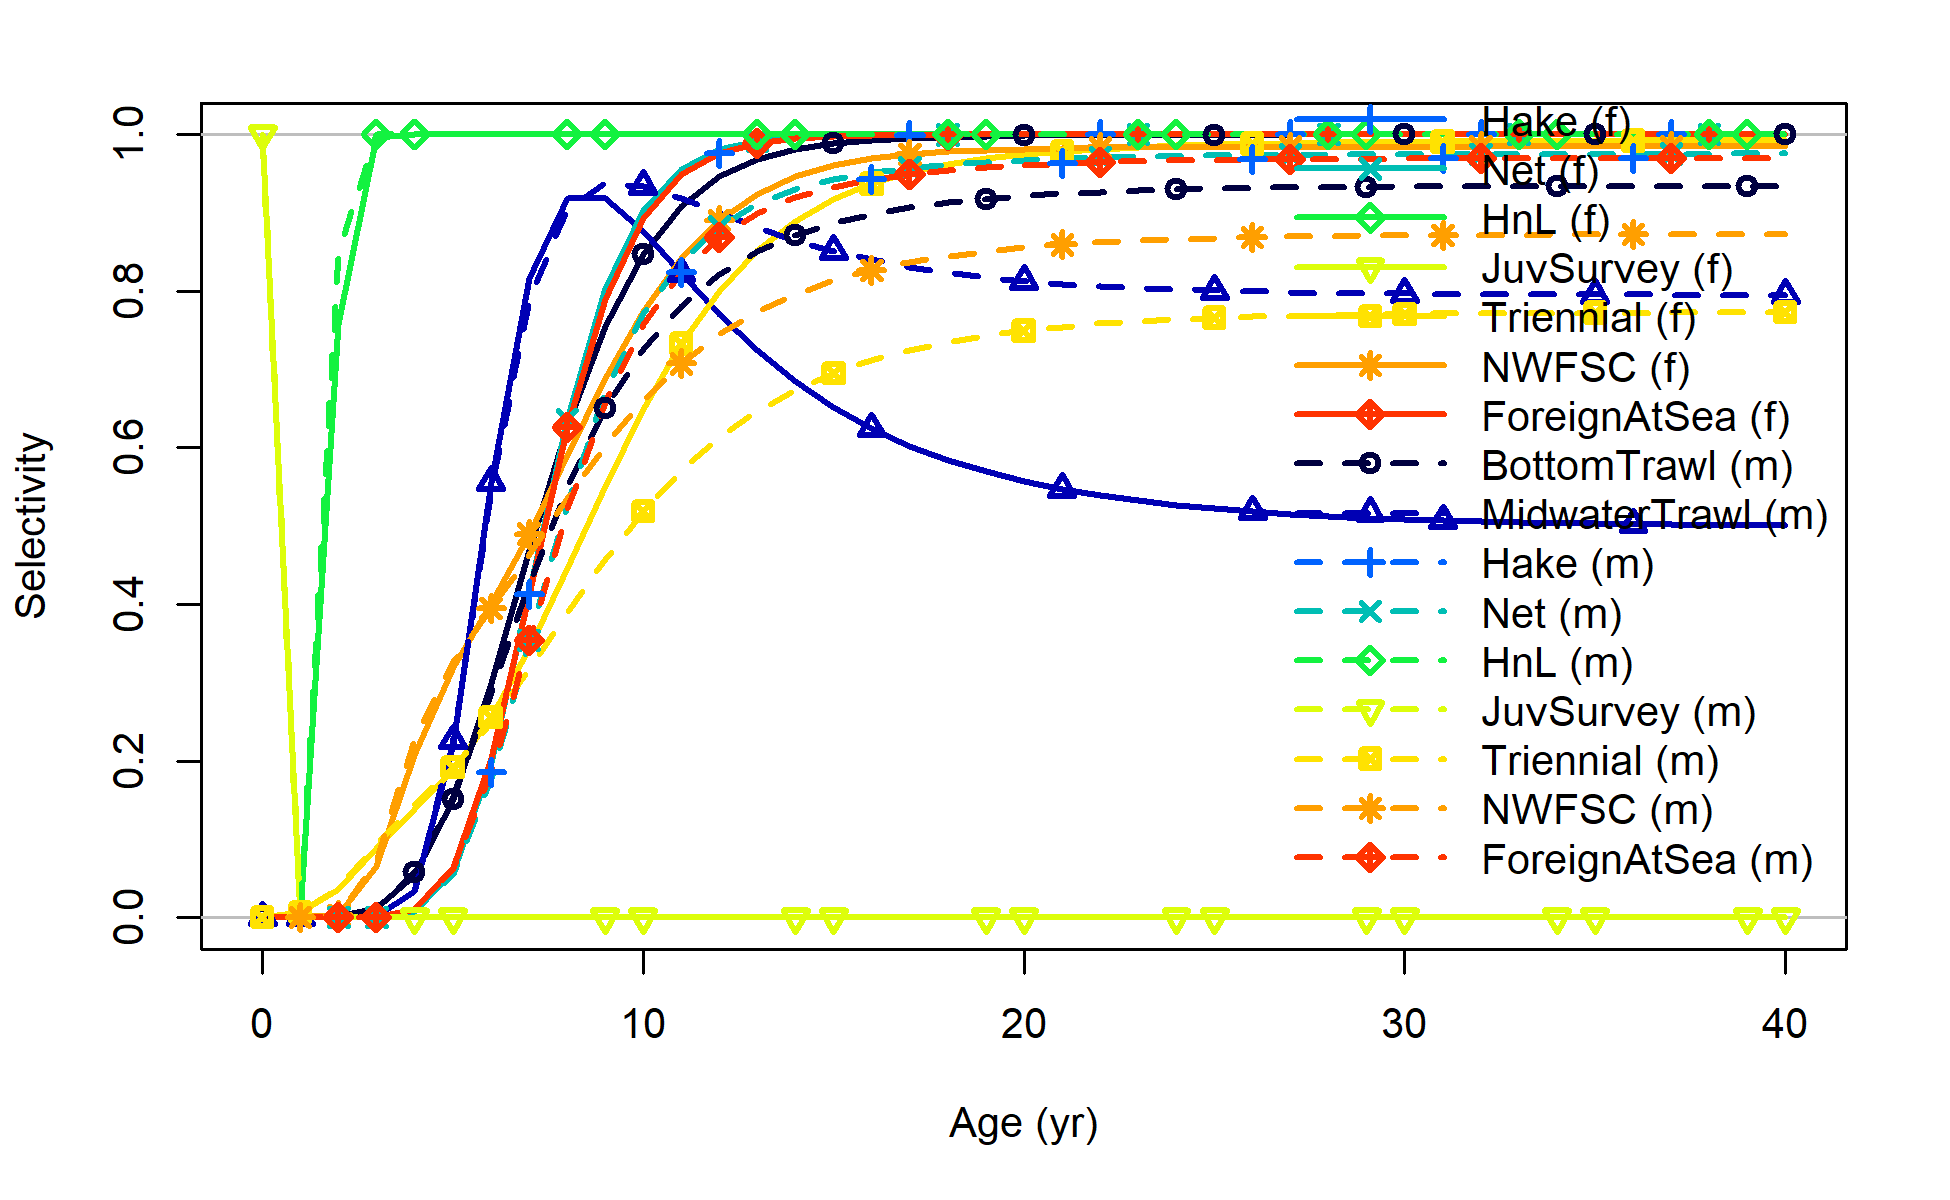 Selectivity
1.0
0.8
0.6
0.4
0.2
0.0
0 10 20 30 40
Age (yr)
Hake (f)
Net (f)
HnL (f)
JuvSurvey (f)
Triennial (f)
NWFSC (f)
ForeignAtSea (f)
BottomTrawl (m)
MidwaterTrawl (m)
Hake (m)
Net (m)
HnL (m)
JuvSurvey (m)
Triennial (m)
NWFSC (m)
ForeignAtSea (m)